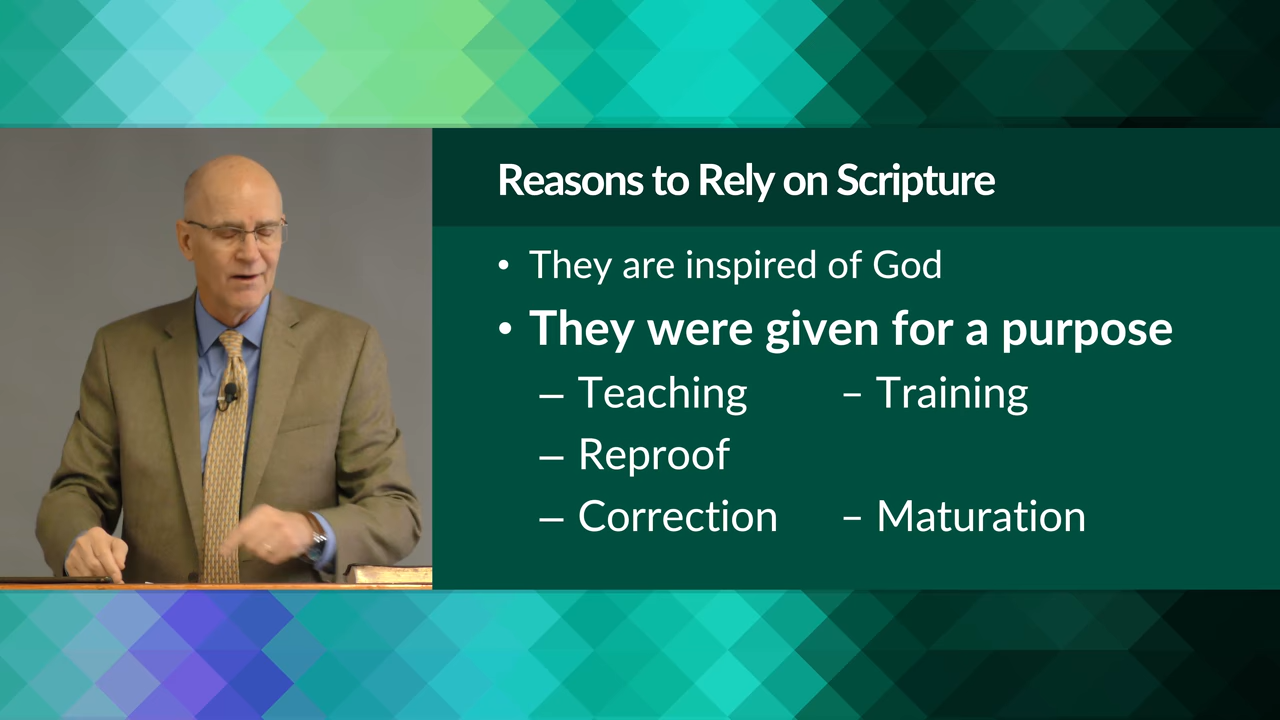 Reasons to Rely on Scripture
• They are inspired of God
• They were given for a purpose
– Teaching – Training
– Reproof
– Correction – Maturation